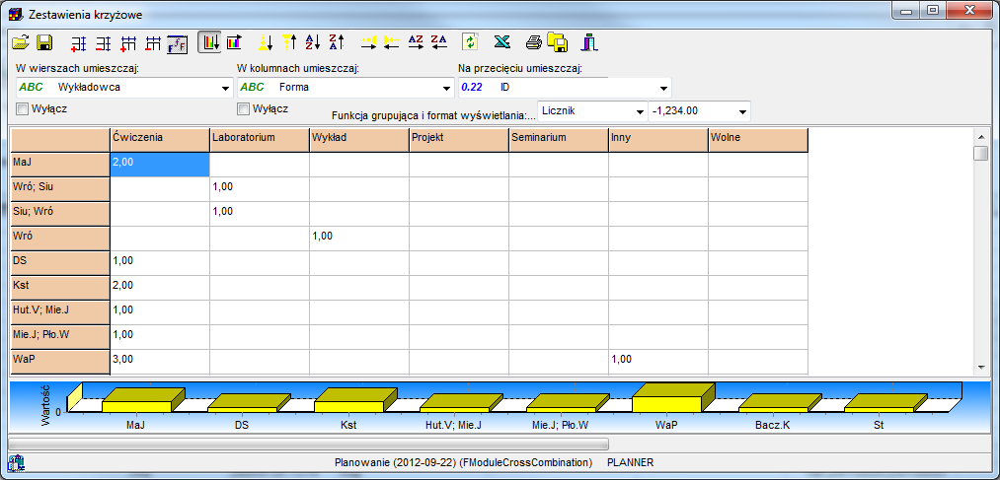 Zestawienia krzyżowe
W wierszach umieszczaj: W kolumnach umieszczaj: Na przecięciu umieszczaj:
ABC Wykładowca ABC Forma 0.22 ID
Wyłącz Wyłącz Funkcja grupująca i format wyświetlania:... Licznik -1,234.00
Ćwiczenia Laboratorium Wykład Projekt Seminarium Inny Wolne
MaJ 2,00
Wró; Siu 1,00
Siu; Wró 1,00
Wró 1,00
DS 1,00
Kst 2,00
Hut.V; Mie.J 1,00
Mie.J; Pło.W 1,00
WaP 3,00 1,00
Wartość
0
MaJ DS Kst Hut.V; Mie.J Mie.J; Pło.W WaP Bacz.K St
Planowanie (2012-09-22) (FModuleCrossCombination) PLANNER